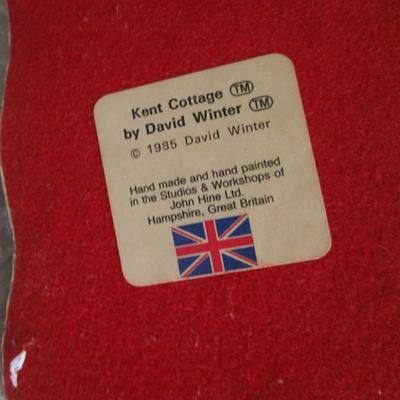 Kent Cottage TM
by David Winter TM
© 1985 David Winter
Hand made and hand painted
in the Studios & Workshops of
John Hine Ltd.
Hampshire, Great Britain